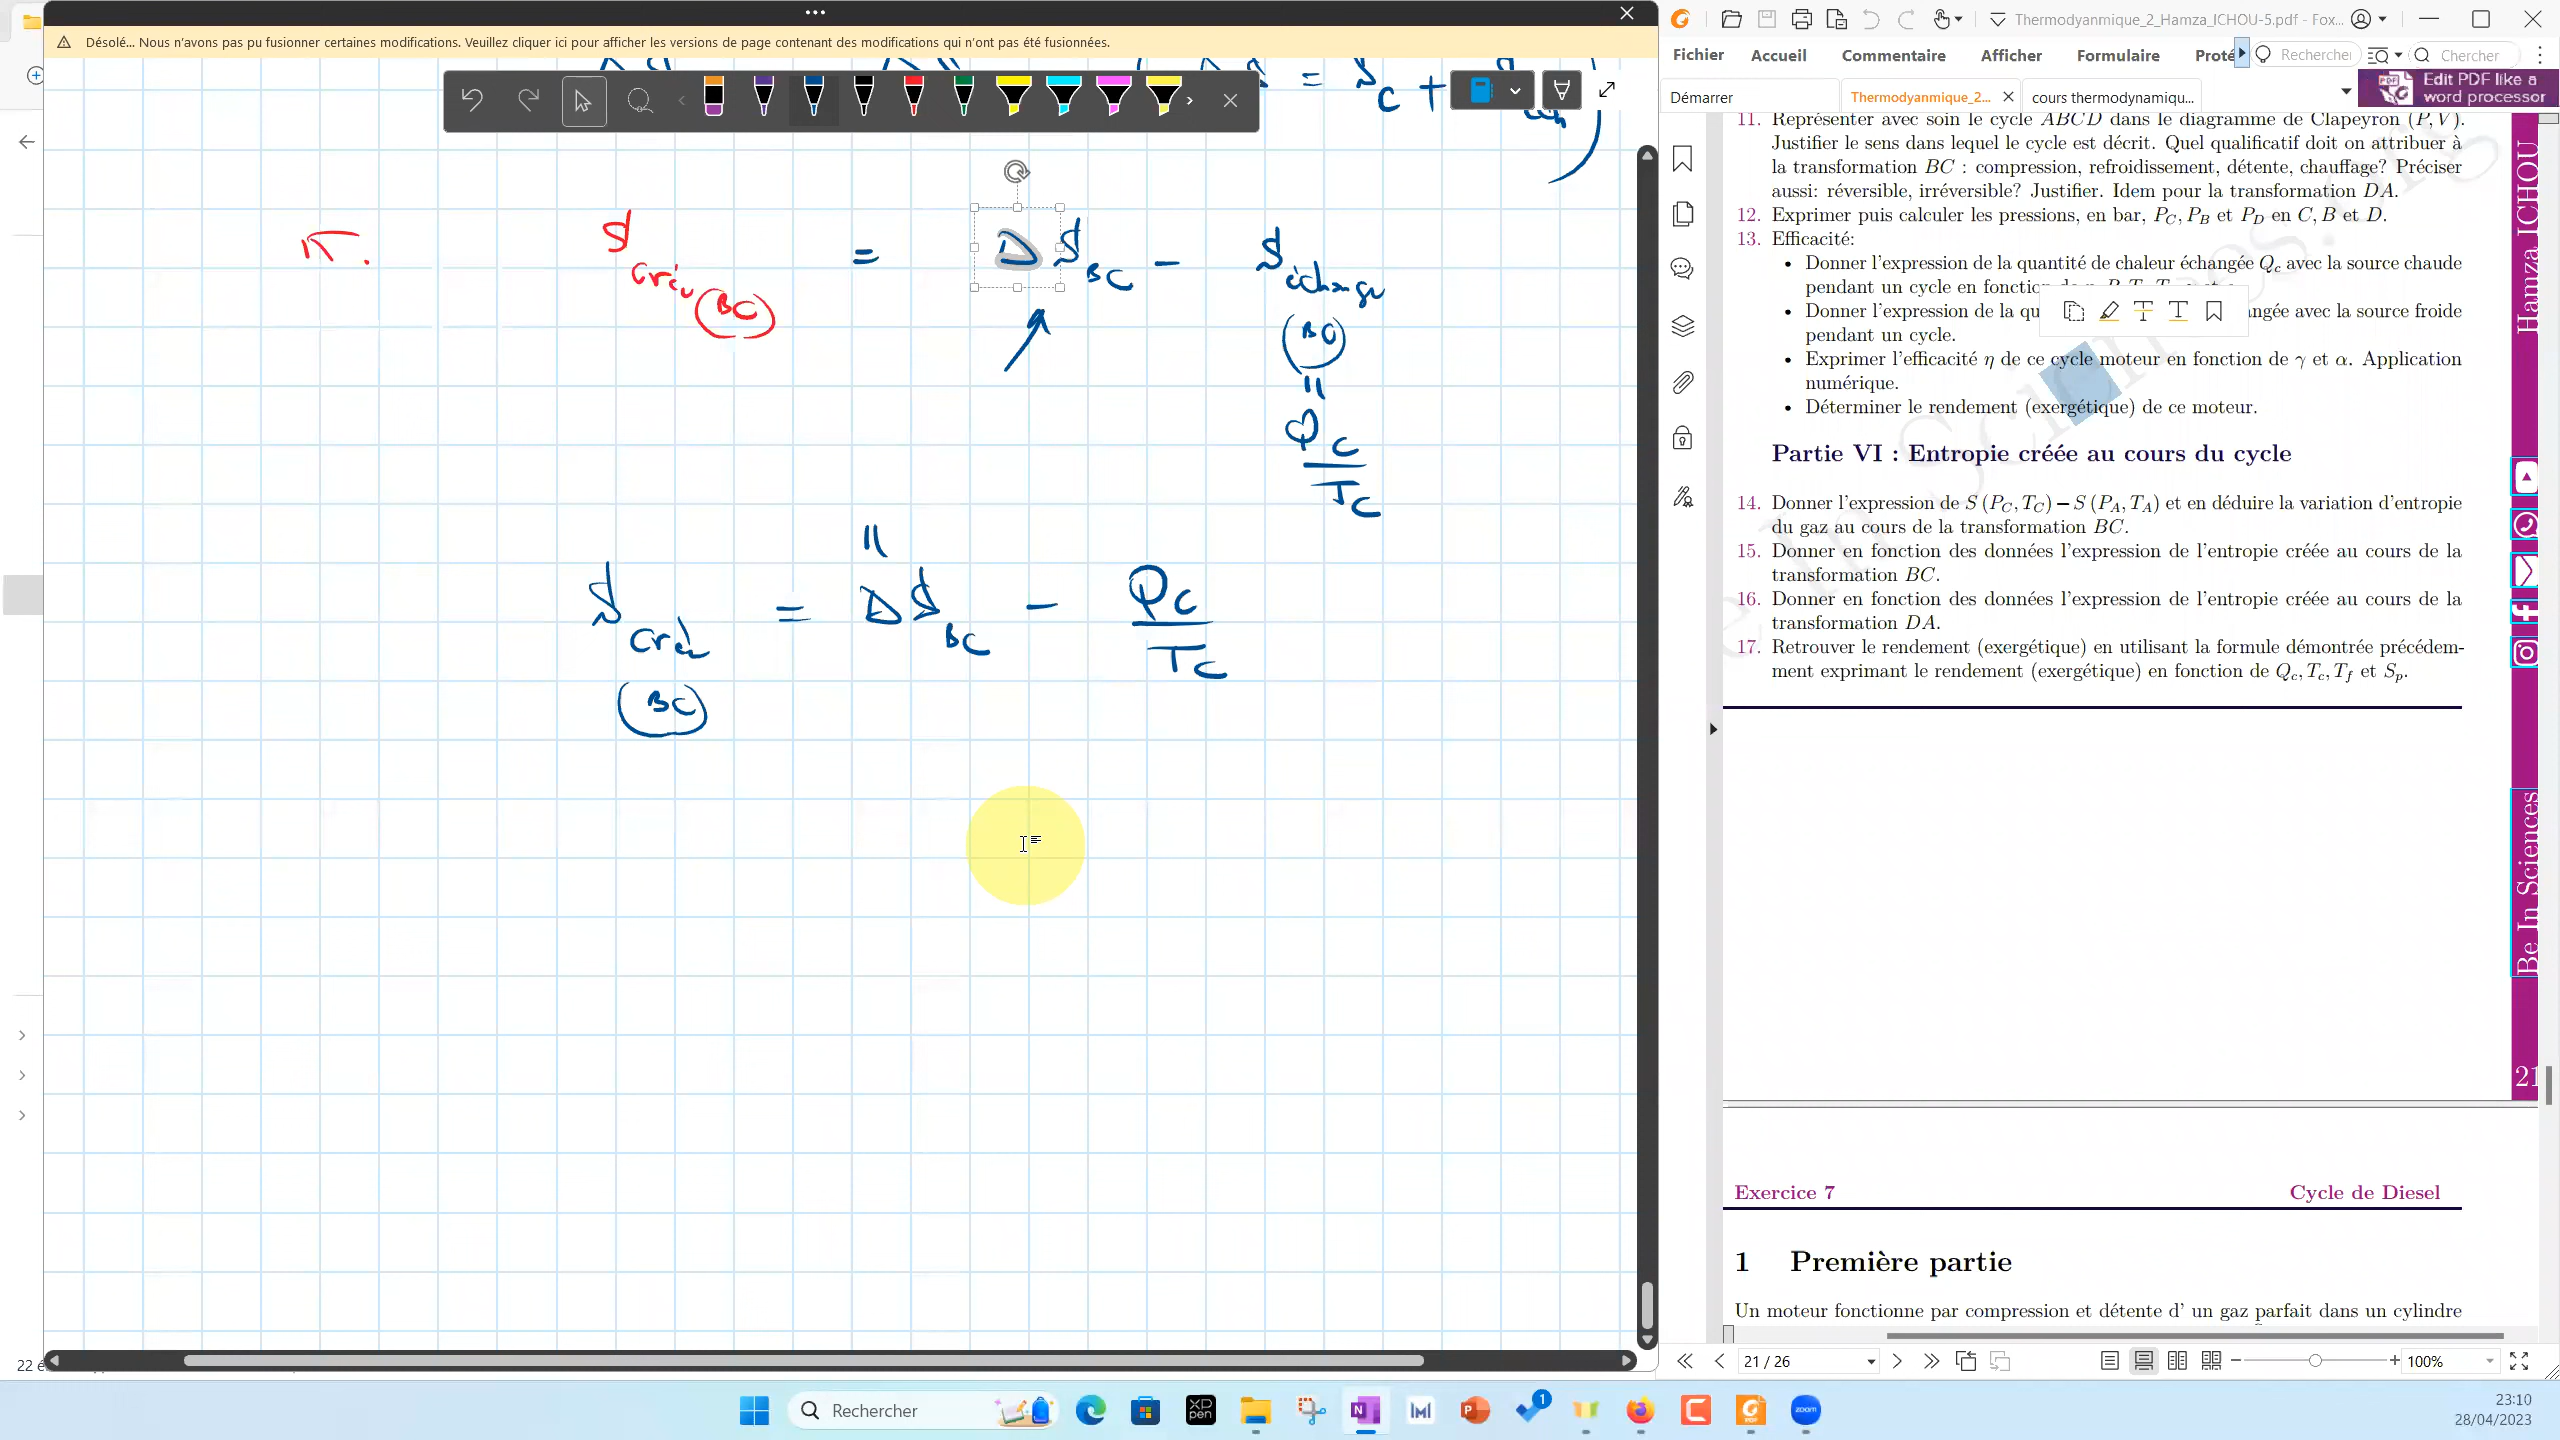 Désolé... Nous n'avons pas pu fusionner certaines modifications. Veuillez cliquer ici pour afficher les versions de page contenant des modifications qui n'ont pas été fusionnées.
= S C +
S créée (BC) = Δ S BC - S échange (BC)
=
Q C
T C
=
S créée = Δ S BC - Q C / T C
(BC)
22 é
Thermodyanmique_2_Hamza_ICHOU-5.pdf - Fox...
Fichier Accueil Commentaire Afficher Formulaire Proté Rechercher Chercher
Démarrer Thermodyanmique_2... cours thermodynamiqu... Edit PDF like a word processor
11. Représenter avec soin le cycle ABCD dans le diagramme de Clapeyron (P, V).
Justifier le sens dans lequel le cycle est décrit. Quel qualificatif doit on attribuer à
la transformation BC : compression, refroidissement, détente, chauffage? Préciser
aussi: réversible, irréversible? Justifier. Idem pour la transformation DA.
12. Exprimer puis calculer les pressions, en bar, P_C, P_B et P_D en C, B et D.
13. Efficacité:
• Donner l'expression de la quantité de chaleur échangée Q_c avec la source chaude
pendant un cycle en fonction
• Donner l'expression de la qu angée avec la source froide
pendant un cycle.
• Exprimer l'efficacité η de ce cycle moteur en fonction de γ et α. Application
numérique.
• Déterminer le rendement (exergétique) de ce moteur.
Partie VI : Entropie créée au cours du cycle
14. Donner l'expression de S (P_C, T_C) − S (P_A, T_A) et en déduire la variation d'entropie
du gaz au cours de la transformation BC.
15. Donner en fonction des données l'expression de l'entropie créée au cours de la
transformation BC.
16. Donner en fonction des données l'expression de l'entropie créée au cours de la
transformation DA.
17. Retrouver le rendement (exergétique) en utilisant la formule démontrée précédem-
ment exprimant le rendement (exergétique) en fonction de Q_c, T_c, T_f et S_p.
Hamza ICHOU
Be In Sciences
21
Exercice 7 Cycle de Diesel
1 Première partie
Un moteur fonctionne par compression et détente d' un gaz parfait dans un cylindre
21 / 26
100%
Rechercher
XD pen
1
zoom
23:10
28/04/2023